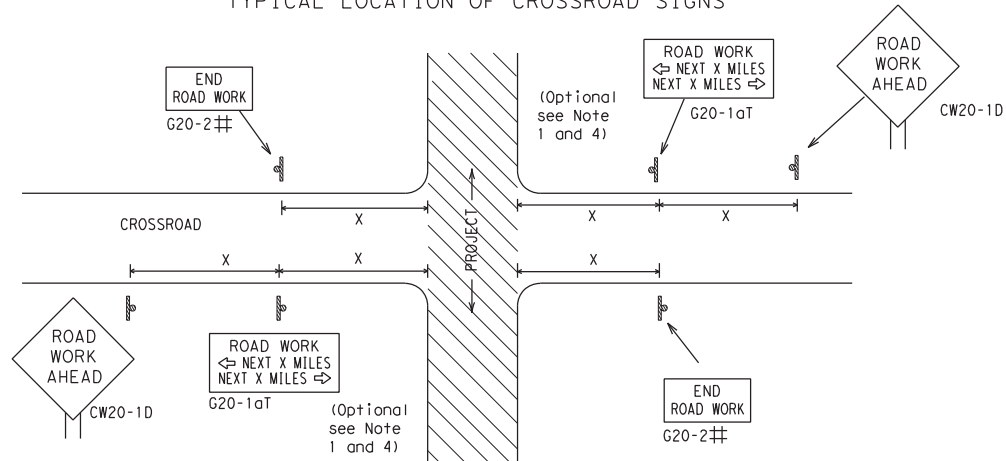 TYPICAL LOCATION OF CROSSROAD SIGNS
END
ROAD WORK
G20-2#
(Optional
see Note
1 and 4)
ROAD WORK
⇦ NEXT X MILES
NEXT X MILES ⇨
G20-1aT
ROAD
WORK
AHEAD
CW20-1D
X
X
X
CROSSROAD
PROJECT
X
X
X
ROAD
WORK
AHEAD
CW20-1D
ROAD WORK
⇦ NEXT X MILES
NEXT X MILES ⇨
G20-1aT
(Optional
see Note
1 and 4)
END
ROAD WORK
G20-2#